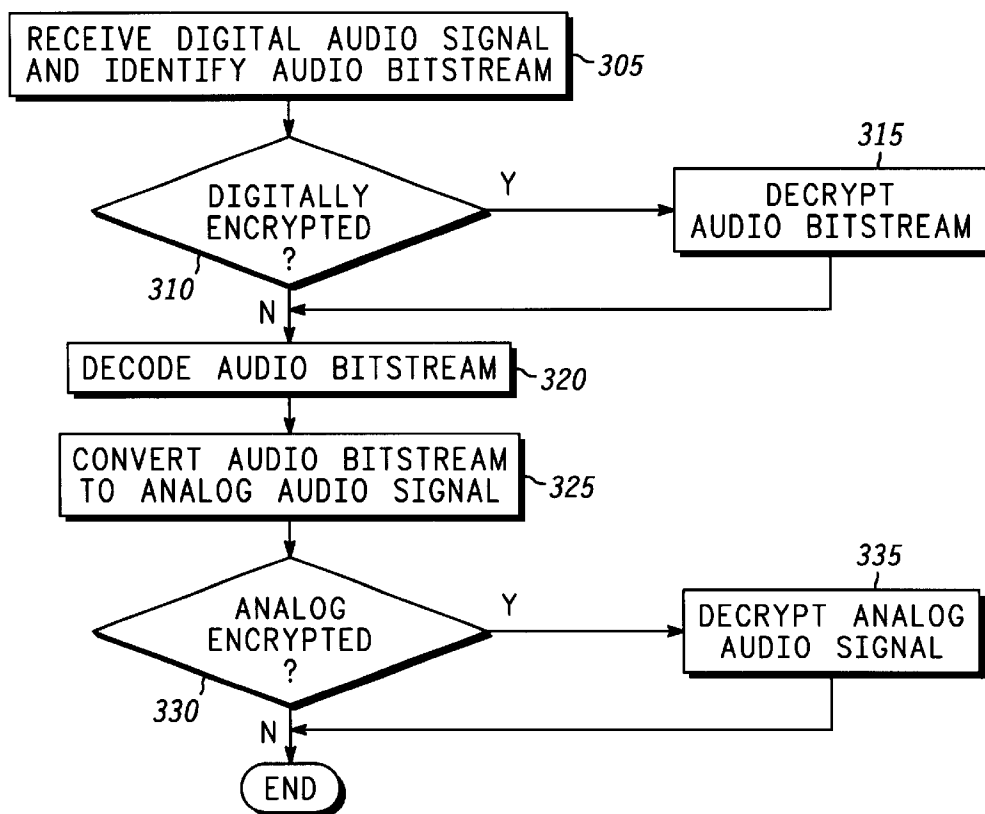 RECEIVE DIGITAL AUDIO SIGNAL
AND IDENTIFY AUDIO BITSTREAM
305
DIGITALLY
ENCRYPTED
?
310
Y
315
DECRYPT
AUDIO BITSTREAM
N
DECODE AUDIO BITSTREAM
320
CONVERT AUDIO BITSTREAM
TO ANALOG AUDIO SIGNAL
325
ANALOG
ENCRYPTED
?
330
Y
335
DECRYPT ANALOG
AUDIO SIGNAL
N
END